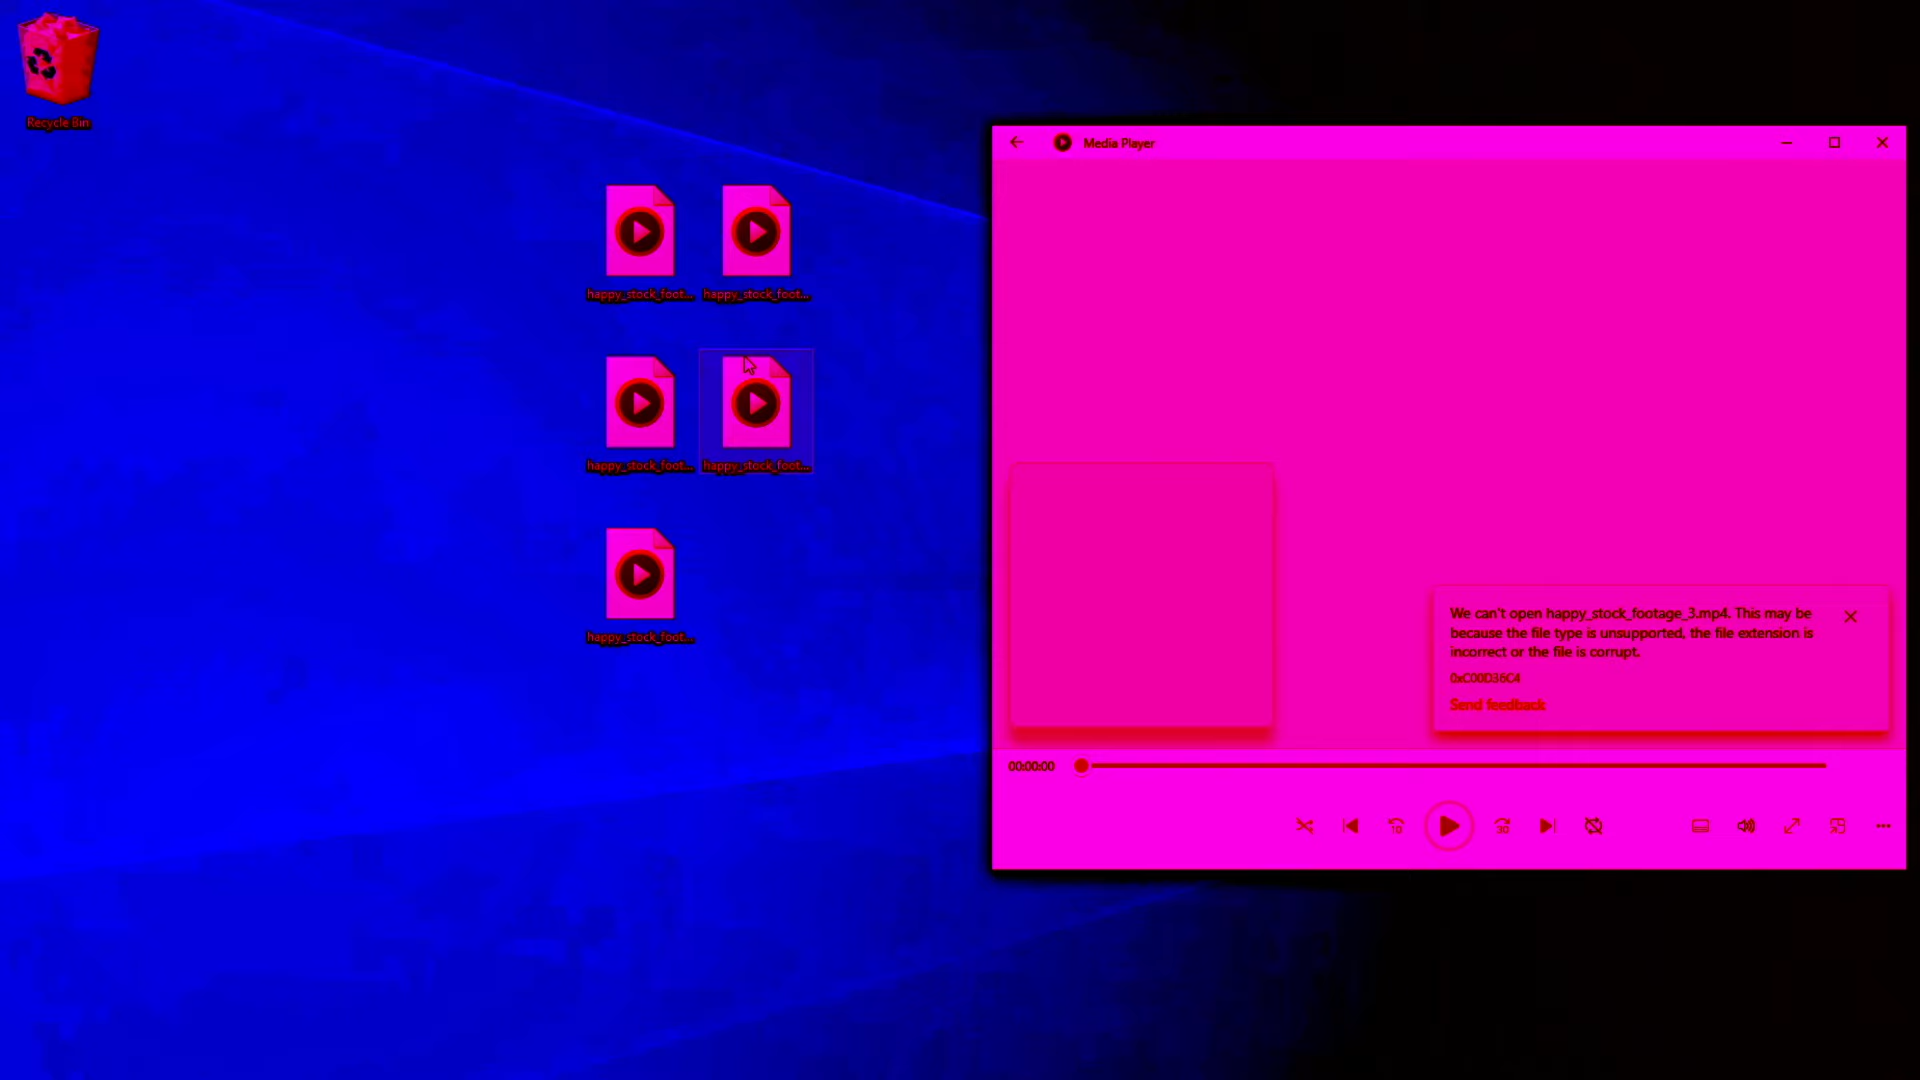 Recycle Bin
happy_stock_foot...
happy_stock_foot...
happy_stock_foot...
happy_stock_foot...
happy_stock_foot...
Media Player
We can't open happy_stock_footage_3.mp4. This may be
because the file type is unsupported, the file extension is
incorrect or the file is corrupt.
0xC00D36C4
Send feedback
00:00:00
10
30